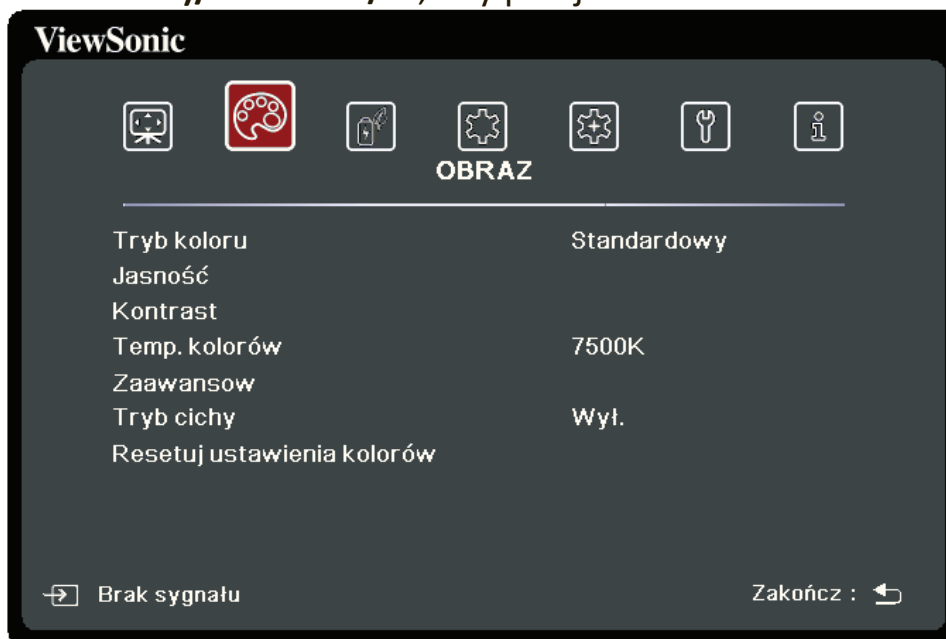 ViewSonic
OBRAZ
Tryb koloru Standardowy
Jasność
Kontrast
Temp. kolorów 7500K
Zaawansow
Tryb cichy Wył.
Resetuj ustawienia kolorów
Brak sygnału Zakończ :